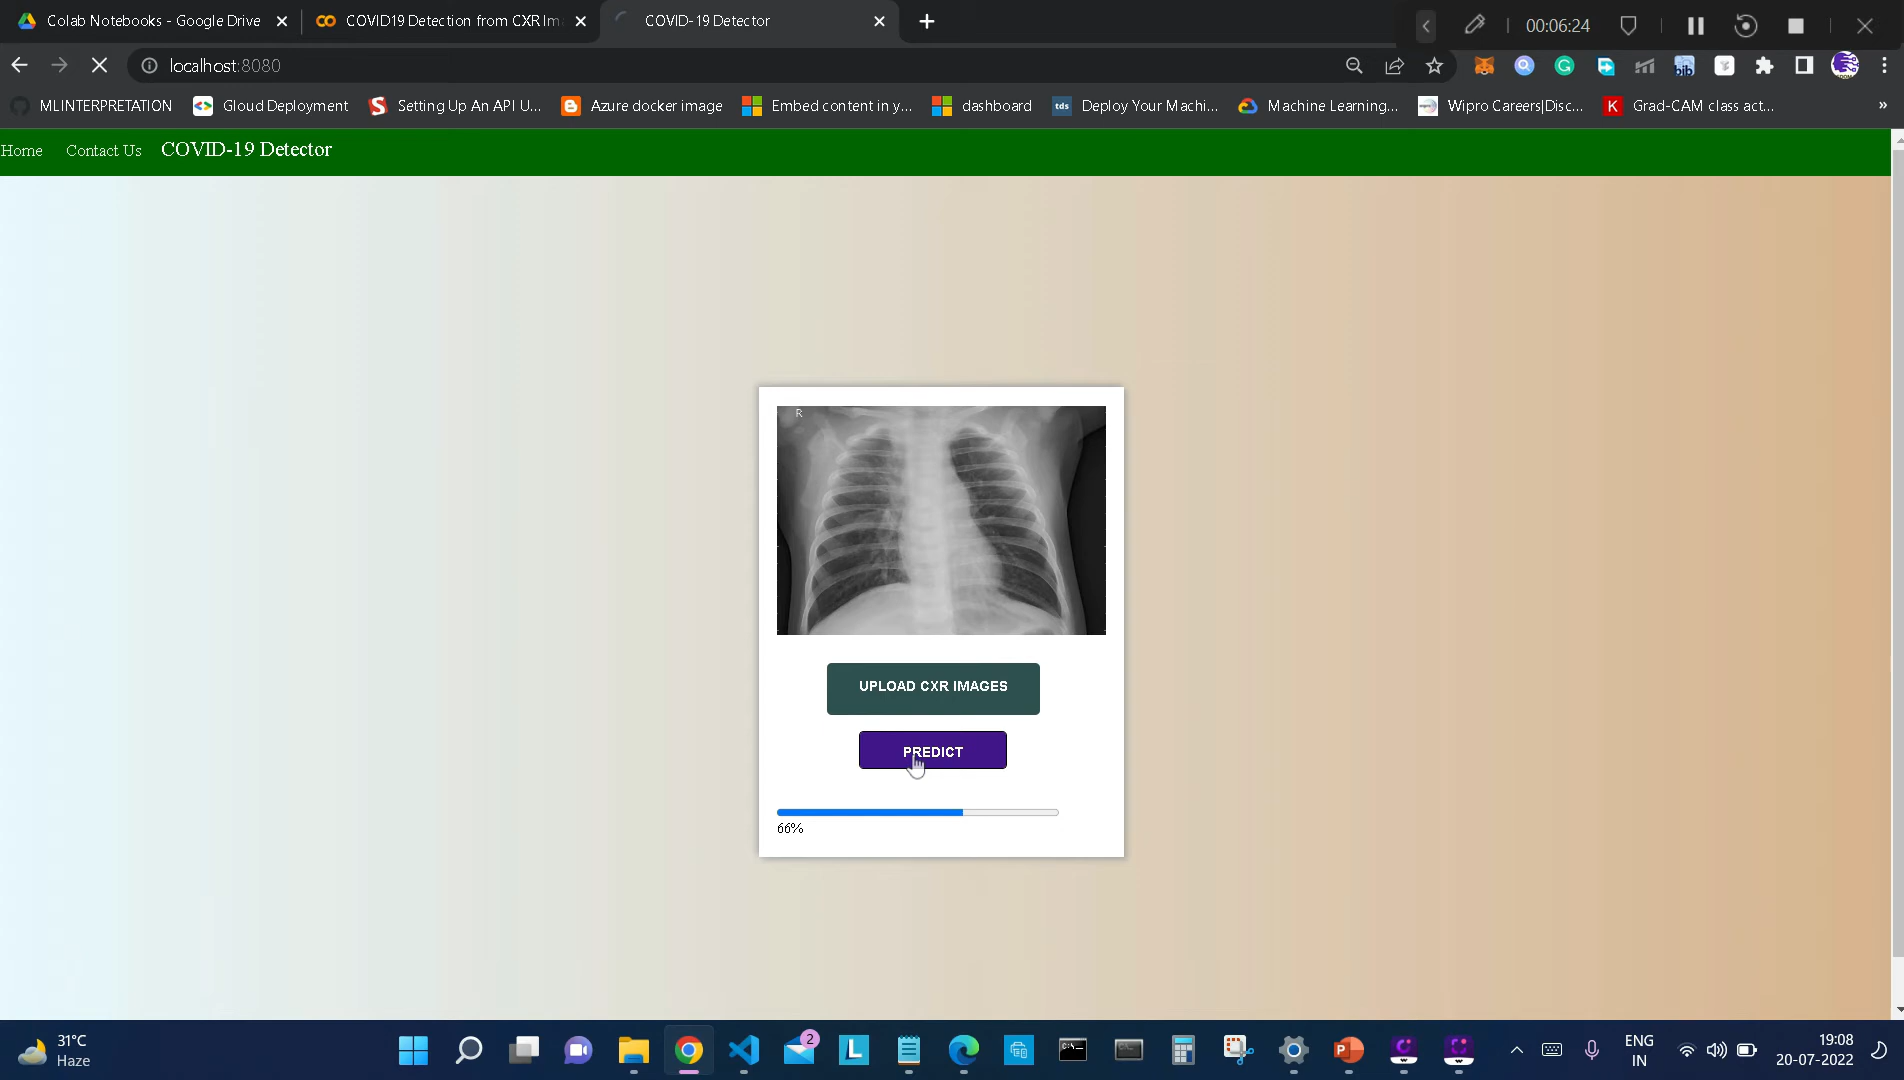 Colab Notebooks - Google Drive
COVID19 Detection from CXR Im
COVID-19 Detector
00:06:24
localhost:8080
MLINTERPRETATION
Gloud Deployment
Setting Up An API U...
Azure docker image
Embed content in y...
dashboard
tds
Deploy Your Machi...
Machine Learning...
Wipro Careers|Disc...
K
Grad-CAM class act...
»
Home
Contact Us
COVID-19 Detector
R
UPLOAD CXR IMAGES
PREDICT
66%
31°C
Haze
2
L
ENG
IN
19:08
20-07-2022